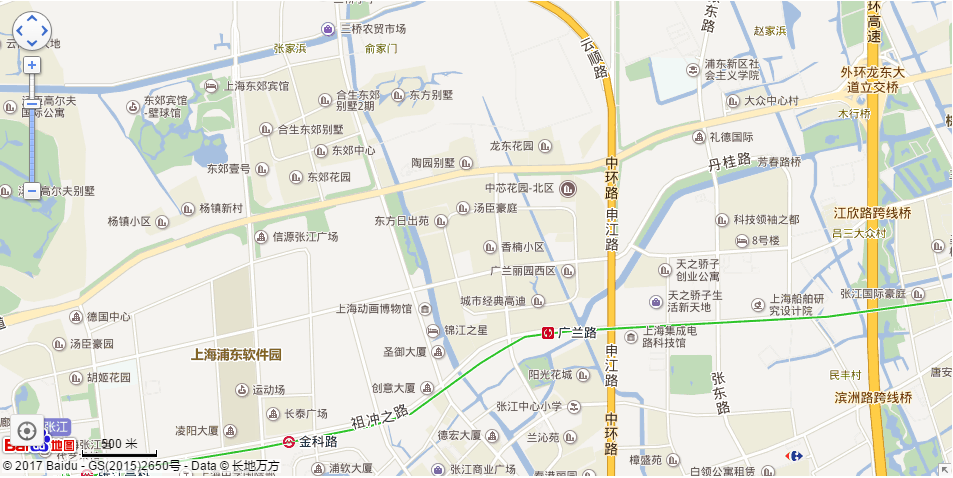 三桥农贸市场
张家浜
俞家门
云顺路
张东路
赵家浜
环高速
浦东新区社
会主义学院
外环龙东大
道立交桥
上海东郊宾馆
东郊宾馆
-壁球馆
合生东郊
别墅2期
东方别墅
大众中心村
木行桥
国际公寓
合生东郊别墅
礼德国际
东郊中心
龙东花园
陶园别墅
丹桂路
芳春路桥
东郊壹号
东郊花园
中芯花园-北区
中环路
高尔夫别墅
杨镇小区
杨镇新村
汤臣豪庭
东方日出苑
申江路
科技领袖之都
江欣路跨线桥
吕三大众村
信源张江广场
香楠小区
8号楼
广兰丽园西区
天之骄子
创业公寓
城市经典高迪
天之骄子生
活新天地
上海船舶研
究设计院
张江国际豪庭
上海动画博物馆
德国中心
锦江之星
广兰路
上海集成电
路科技馆
汤臣豪园
上海浦东软件园
圣御大厦
申江路
胡姬花园
运动场
创意大厦
阳光花城
张东路
民丰村
唐安
滨洲路跨线桥
长泰广场
祖冲之路
张江中心小学
中环路
张江
凌阳大厦
金科路
德宏大厦
兰沁苑
Bai 地图
500 米
浦软大厦
张江商业广场
樟盛苑
白领公寓租赁
© 2017 Baidu - GS(2015)2650号 - Data © 长地万方